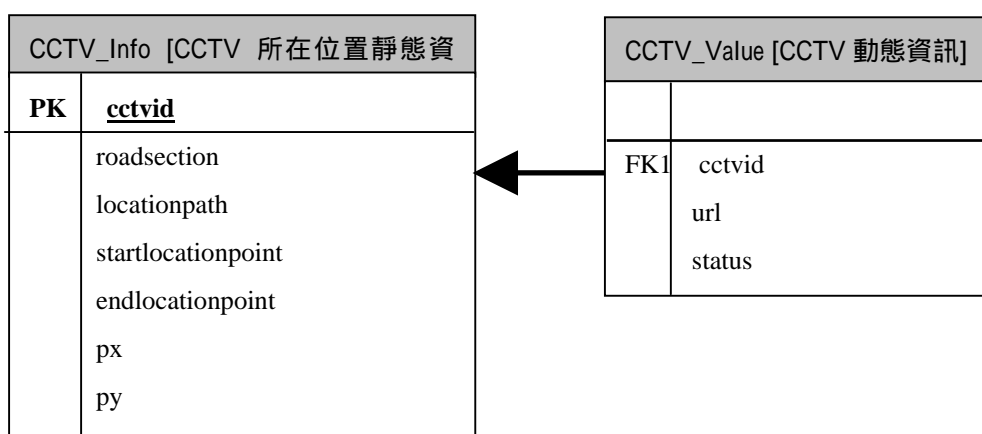 CCTV_Info [CCTV 所在位置靜態資
PK cctvid
roadsection
locationpath
startlocationpoint
endlocationpoint
px
py
CCTV_Value [CCTV 動態資訊]
FK1 cctvid
url
status